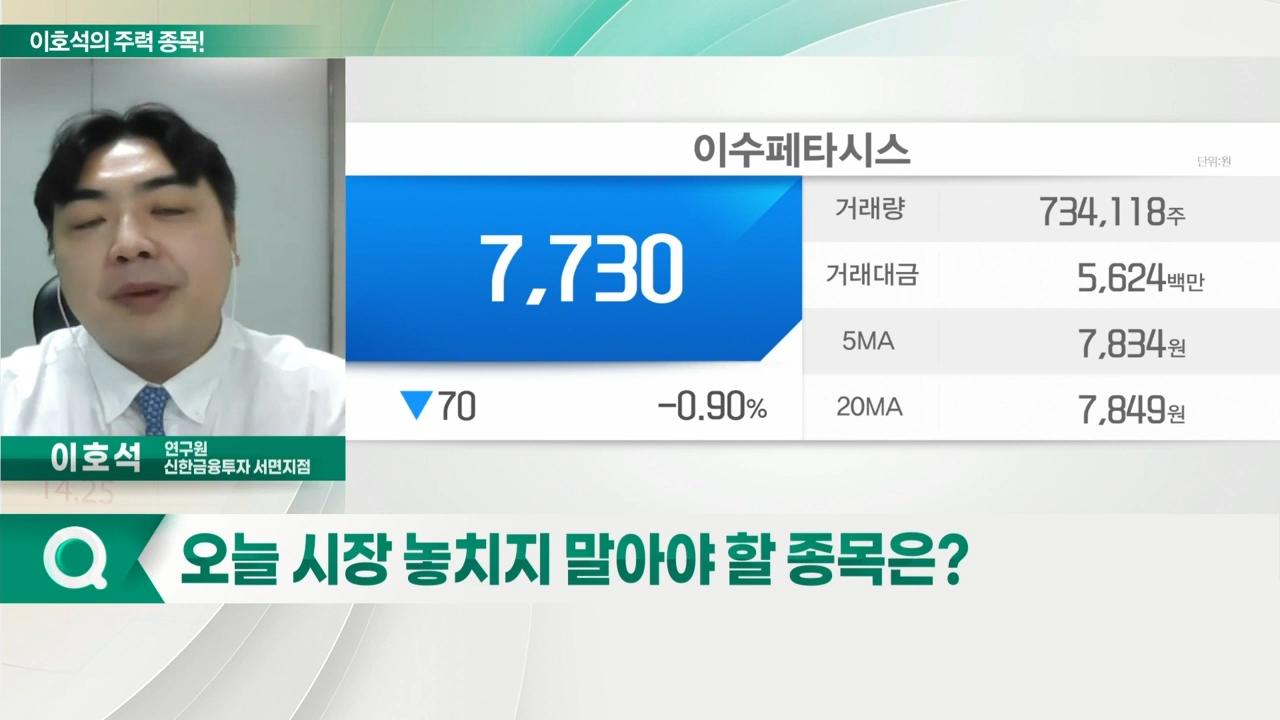 이호석의 주력 종목!
이수페타시스
단위:원
7,730
▼70 -0.90%
거래량 734,118주
거래대금 5,624백만
5MA 7,834원
20MA 7,849원
이호석 연구원
신한금융투자 서면지점
14.25
Q 오늘 시장 놓치지 말아야 할 종목은?